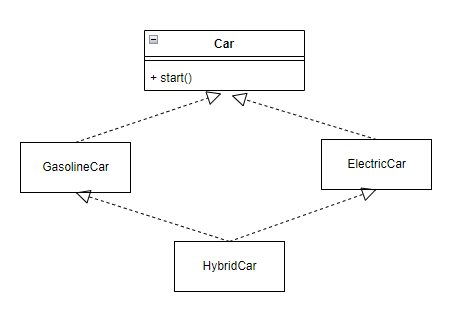 Car
+ start()
GasolineCar
ElectricCar
HybridCar